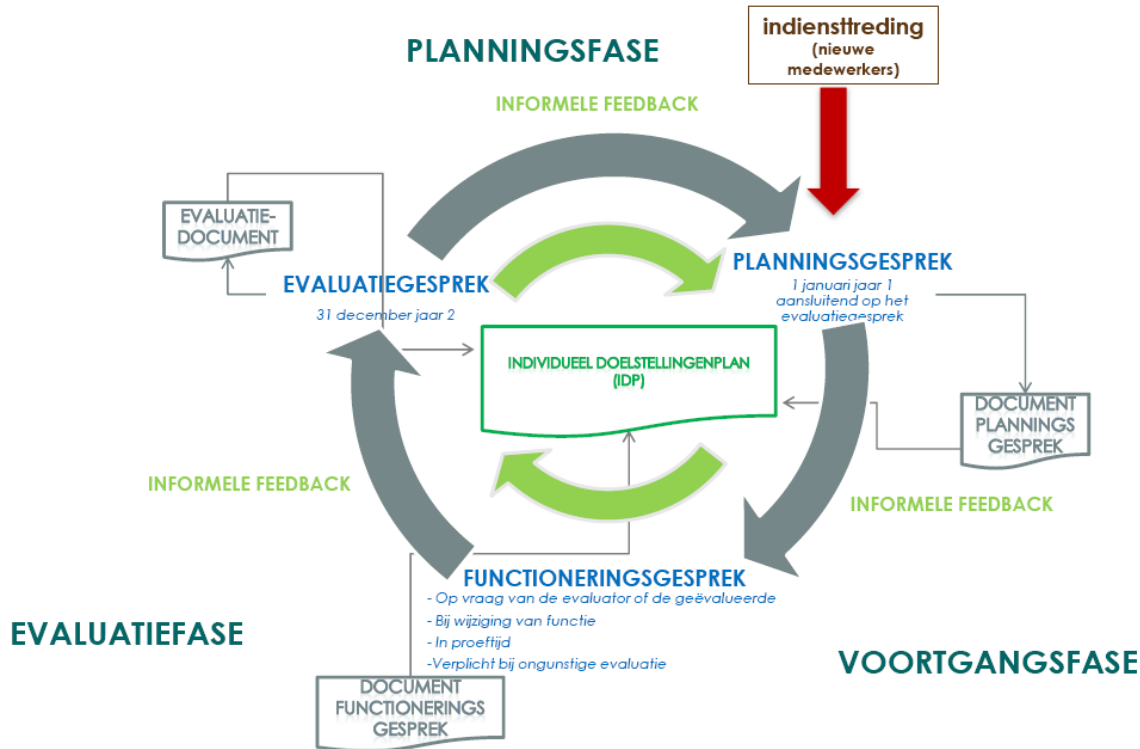 indiensttreding
(nieuwe
medewerkers)
PLANNINGSFASE
INFORMELE FEEDBACK
EVALUATIE-
DOCUMENT
EVALUATIEGESPREK
31 december jaar 2
PLANNINGSGESPREK
1 januari jaar 1
aansluitend op het
evaluatiegesprek
INDIVIDUEEL DOELSTELLINGENPLAN
(IDP)
DOCUMENT
PLANNINGS
GESPREK
INFORMELE FEEDBACK
INFORMELE FEEDBACK
FUNCTIONERINGSGESPREK
- Op vraag van de evaluator of de geëvalueerde
- Bij wijziging van functie
- In proeftijd
-Verplicht bij ongunstige evaluatie
EVALUATIEFASE
VOORTGANGSFASE
DOCUMENT
FUNCTIONERINGS
GESPREK